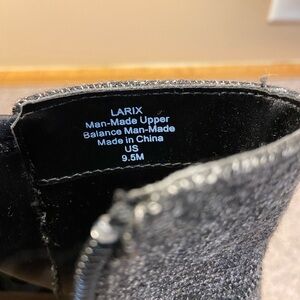 LARIX
Man-Made Upper
Balance Man-Made
Made in China
US
9.5M